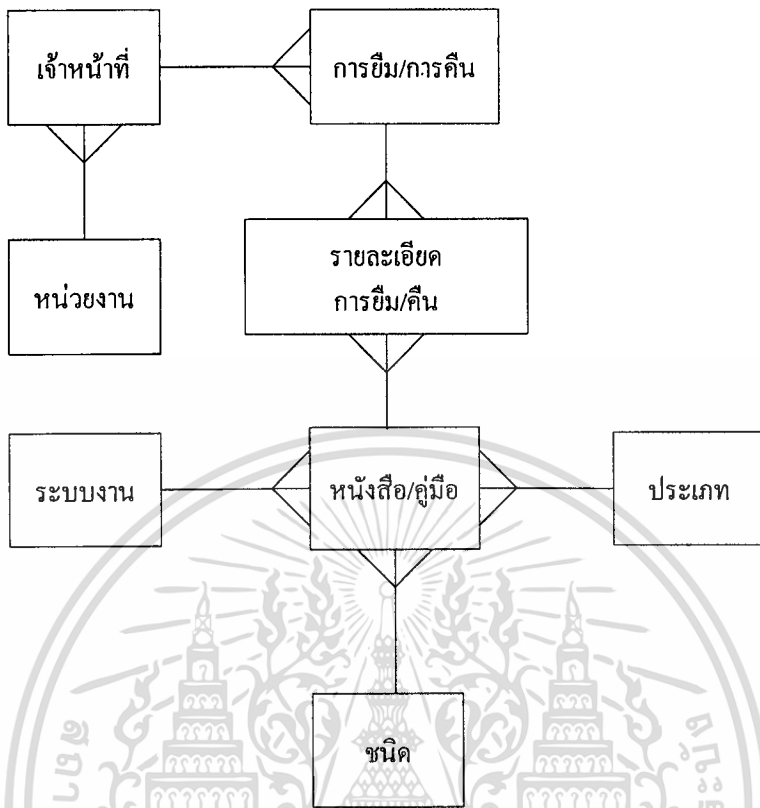 เจ้าหน้าที่
การยืม/การคืน
รายละเอียด
การยืม/คืน
หน่วยงาน
ระบบงาน
หนังสือ/คู่มือ
ประเภท
ชนิด